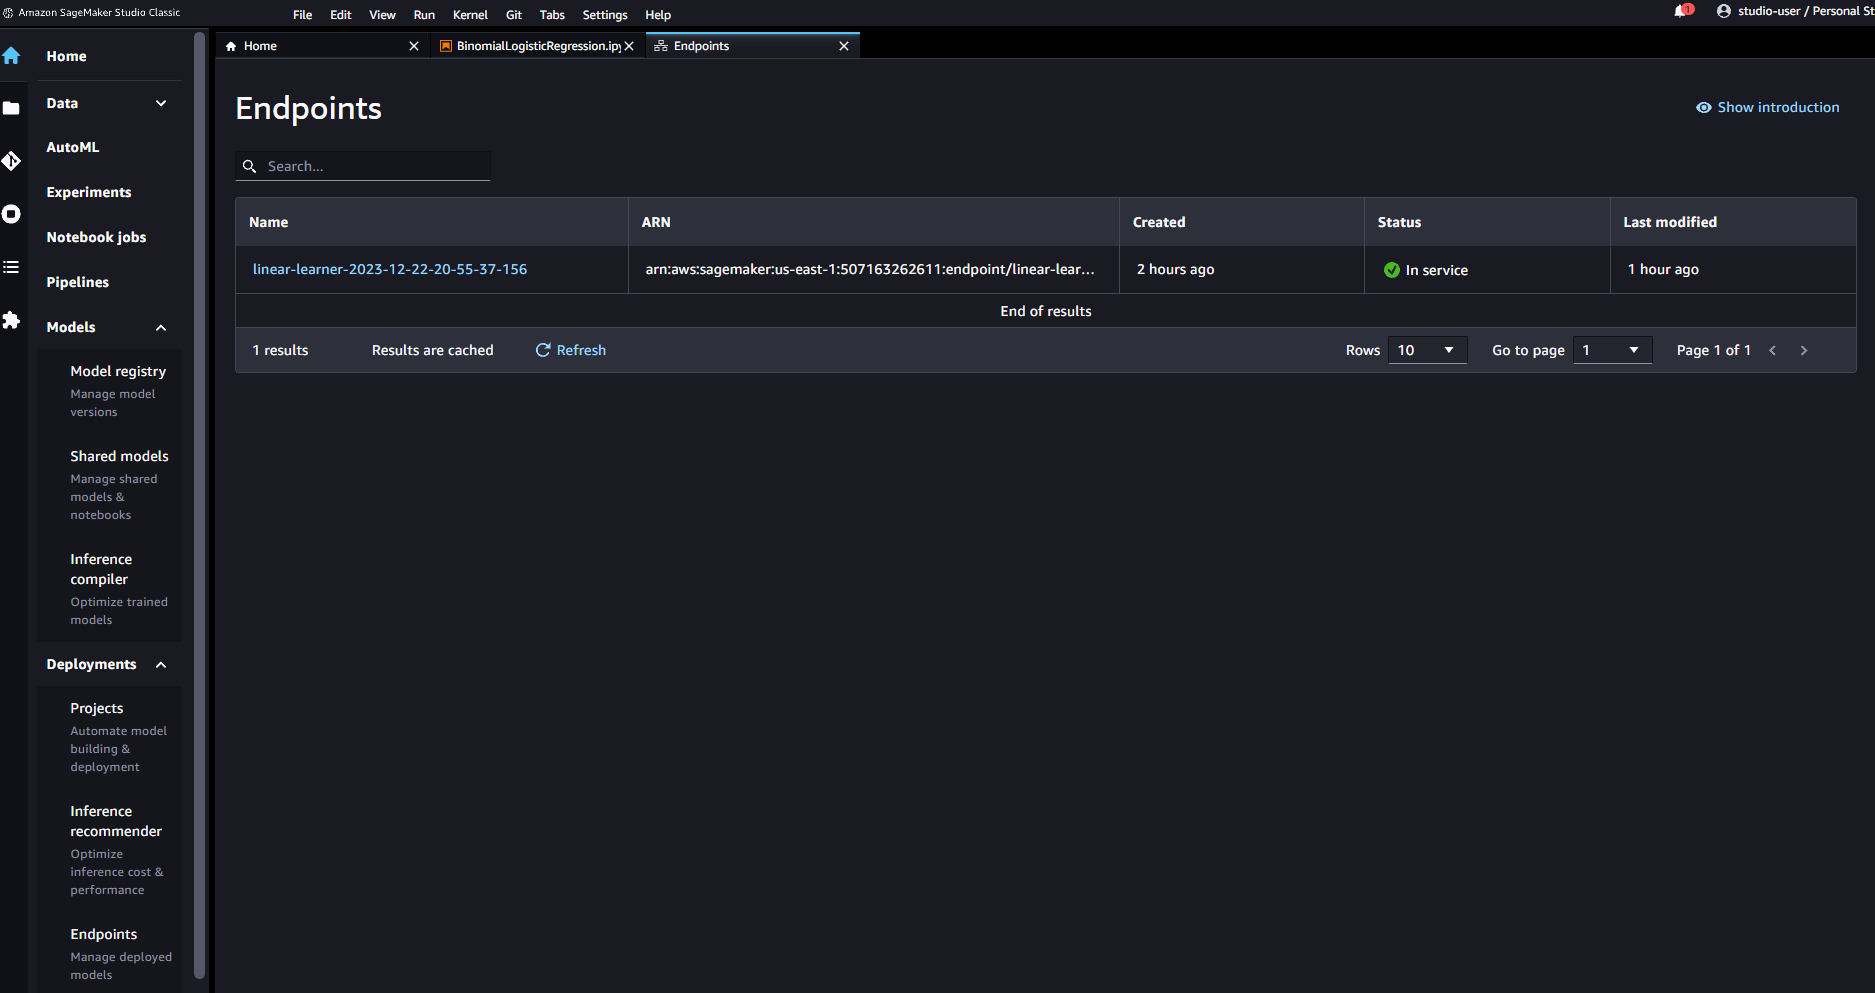 Amazon SageMaker Studio Classic
File Edit View Run Kernel Git Tabs Settings Help
1
studio-user / Personal St
Home
Data
AutoML
Experiments
Notebook jobs
Pipelines
Models
Model registry
Manage model
versions
Shared models
Manage shared
models &
notebooks
Inference
compiler
Optimize trained
models
Deployments
Projects
Automate model
building &
deployment
Inference
recommender
Optimize
inference cost &
performance
Endpoints
Manage deployed
models
Home BinomialLogisticRegression.ipy Endpoints
Endpoints
Show introduction
Search...
Name ARN Created Status Last modified
linear-learner-2023-12-22-20-55-37-156 arn:aws:sagemaker:us-east-1:507163262611:endpoint/linear-lear... 2 hours ago In service 1 hour ago
End of results
1 results Results are cached Refresh Rows 10 Go to page 1 Page 1 of 1